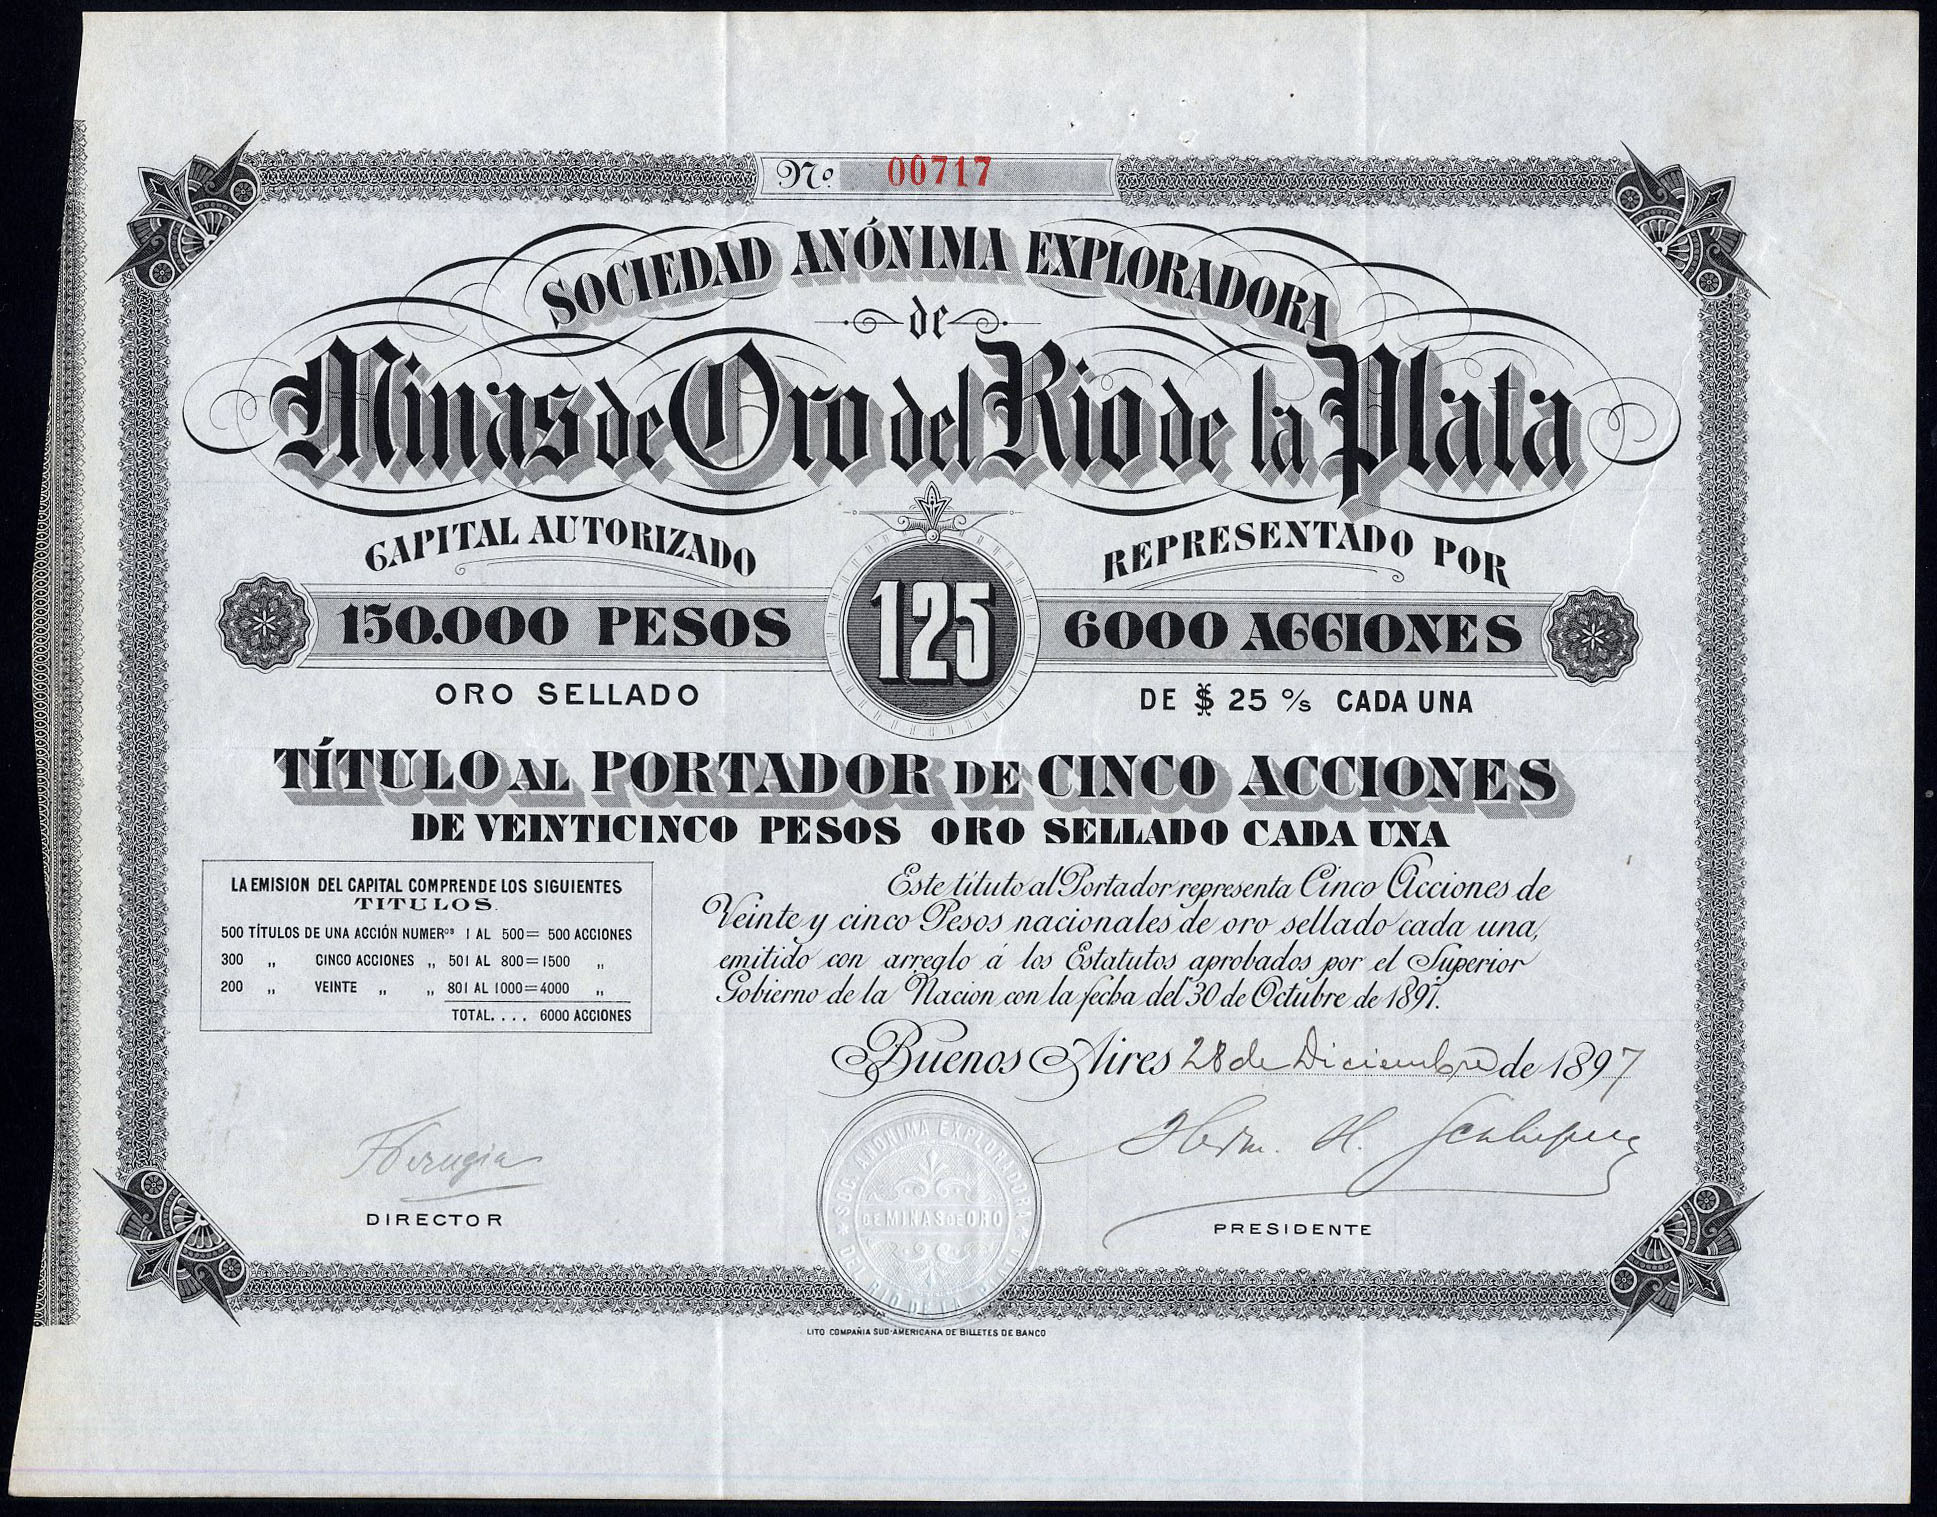 Nº 00717
SOCIEDAD ANÓNIMA EXPLORADORA
de
Minas de Oro del Rio de la Plata
CAPITAL AUTORIZADO
REPRESENTADO POR
150.000 PESOS
125
6000 ACCIONES
ORO SELLADO
DE $ 25 o/s CADA UNA
TÍTULO AL PORTADOR DE CINCO ACCIONES
DE VEINTICINCO PESOS ORO SELLADO CADA UNA
LA EMISION DEL CAPITAL COMPRENDE LOS SIGUIENTES
TITULOS.
500 TÍTULOS DE UNA ACCIÓN NUMEROS 1 AL 500 = 500 ACCIONES
300 „ CINCO ACCIONES „ 501 AL 800 = 1500 „
200 „ VEINTE „ „ 801 AL 1000 = 4000 „
TOTAL.... 6000 ACCIONES
Este títuto al Portador representa Cinco Acciones de
Veinte y cinco Pesos nacionales de oro sellado cada una,
emitido con arreglo á los Estatutos aprobados por el Superior
Gobierno de la Nacion con la fecha del 30 de Octubre de 1897.
Buenos Aires 28 de Diciembre de 1897
DIRECTOR
SOC. ANONIMA EXPLORADORA
DE MINAS DE ORO
DEL RIO DE LA PLATA
PRESIDENTE
LITO COMPAÑIA SUD-AMERICANA DE BILLETES DE BANCO